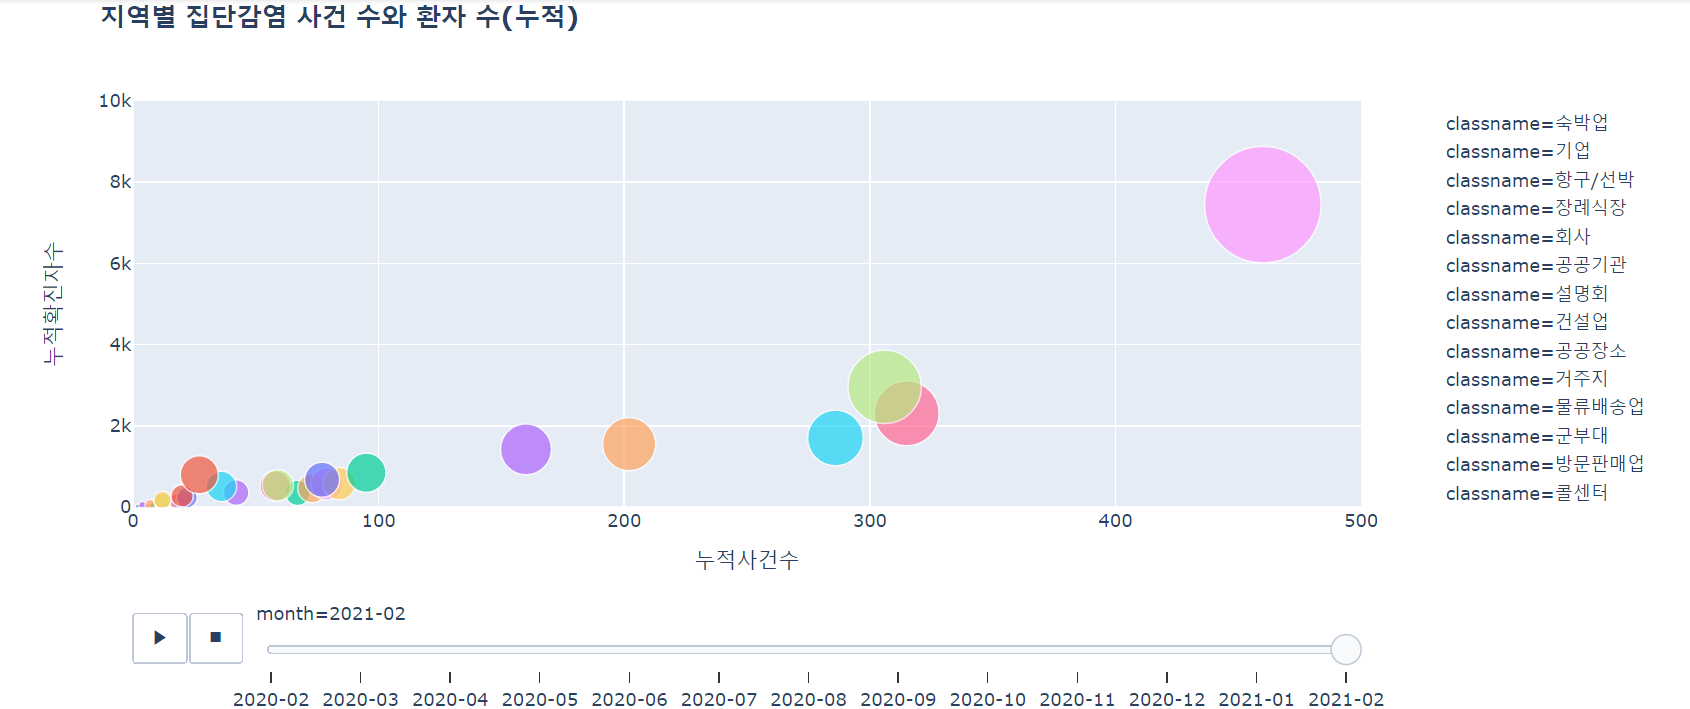 지역별 집단감염 사건 수와 환자 수(누적)
10k
8k
6k
4k
2k
0
누적확진자수
0 100 200 300 400 500
누적사건수
classname=숙박업
classname=기업
classname=항구/선박
classname=장례식장
classname=회사
classname=공공기관
classname=설명회
classname=건설업
classname=공공장소
classname=거주지
classname=물류배송업
classname=군부대
classname=방문판매업
classname=콜센터
month=2021-02
2020-02 2020-03 2020-04 2020-05 2020-06 2020-07 2020-08 2020-09 2020-10 2020-11 2020-12 2021-01 2021-02